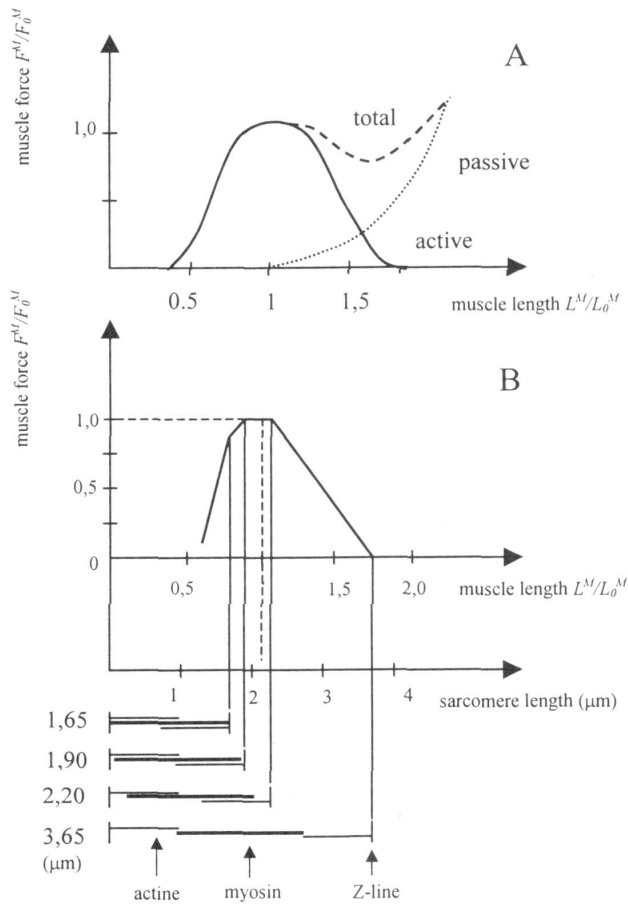 muscle force F^M/F_0^M
A
1,0
total
passive
active
0.5 1 1,5
muscle length L^M/L_0^M
muscle force F^M/F_0^M
B
1,0
0,5
0
0,5 1,5 2,0
muscle length L^M/L_0^M
1 2 3 4
sarcomere length (μm)
1,65
1,90
2,20
3,65
(μm)
actine myosin Z-line